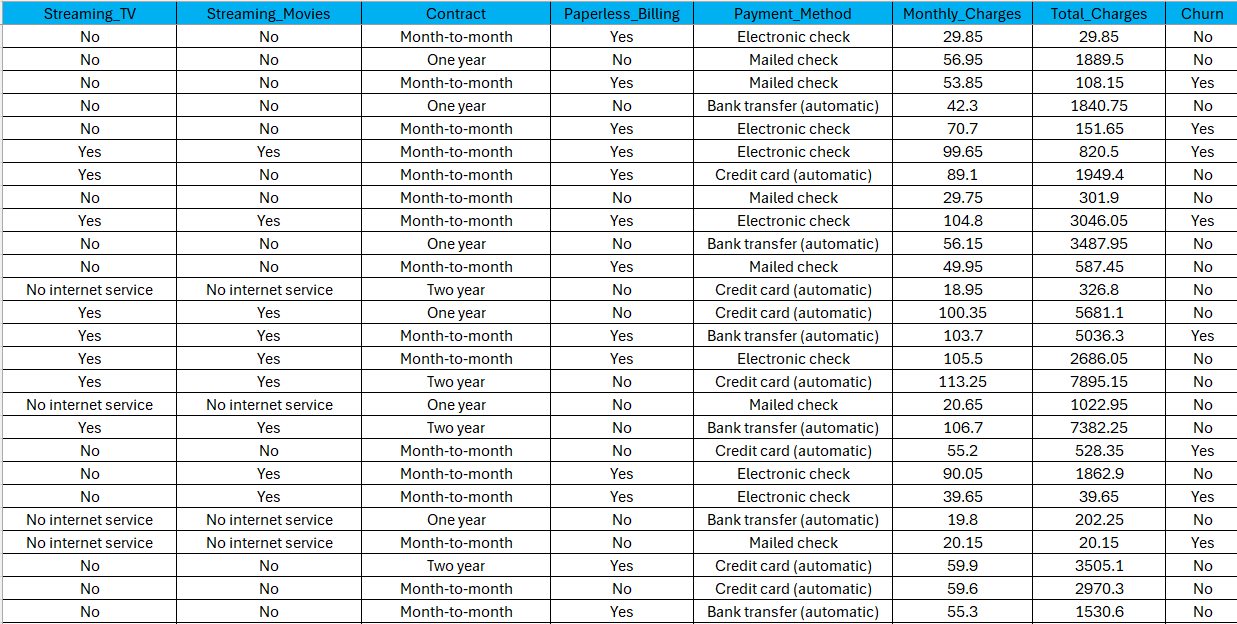 Streaming_TV Streaming_Movies Contract Paperless_Billing Payment_Method Monthly_Charges Total_Charges Churn
No No Month-to-month Yes Electronic check 29.85 29.85 No
No No One year No Mailed check 56.95 1889.5 No
No No Month-to-month Yes Mailed check 53.85 108.15 Yes
No No One year No Bank transfer (automatic) 42.3 1840.75 No
No No Month-to-month Yes Electronic check 70.7 151.65 Yes
Yes Yes Month-to-month Yes Electronic check 99.65 820.5 Yes
Yes No Month-to-month Yes Credit card (automatic) 89.1 1949.4 No
No No Month-to-month No Mailed check 29.75 301.9 No
Yes Yes Month-to-month Yes Electronic check 104.8 3046.05 Yes
No No One year No Bank transfer (automatic) 56.15 3487.95 No
No No Month-to-month Yes Mailed check 49.95 587.45 No
No internet service No internet service Two year No Credit card (automatic) 18.95 326.8 No
Yes Yes One year No Credit card (automatic) 100.35 5681.1 No
Yes Yes Month-to-month Yes Bank transfer (automatic) 103.7 5036.3 Yes
Yes Yes Month-to-month Yes Electronic check 105.5 2686.05 No
Yes Yes Two year No Credit card (automatic) 113.25 7895.15 No
No internet service No internet service One year No Mailed check 20.65 1022.95 No
Yes Yes Two year No Bank transfer (automatic) 106.7 7382.25 No
No No Month-to-month No Credit card (automatic) 55.2 528.35 Yes
No Yes Month-to-month Yes Electronic check 90.05 1862.9 No
No Yes Month-to-month Yes Electronic check 39.65 39.65 Yes
No internet service No internet service One year No Bank transfer (automatic) 19.8 202.25 No
No internet service No internet service Month-to-month No Mailed check 20.15 20.15 Yes
No No Two year Yes Credit card (automatic) 59.9 3505.1 No
No No Month-to-month No Credit card (automatic) 59.6 2970.3 No
No No Month-to-month Yes Bank transfer (automatic) 55.3 1530.6 No